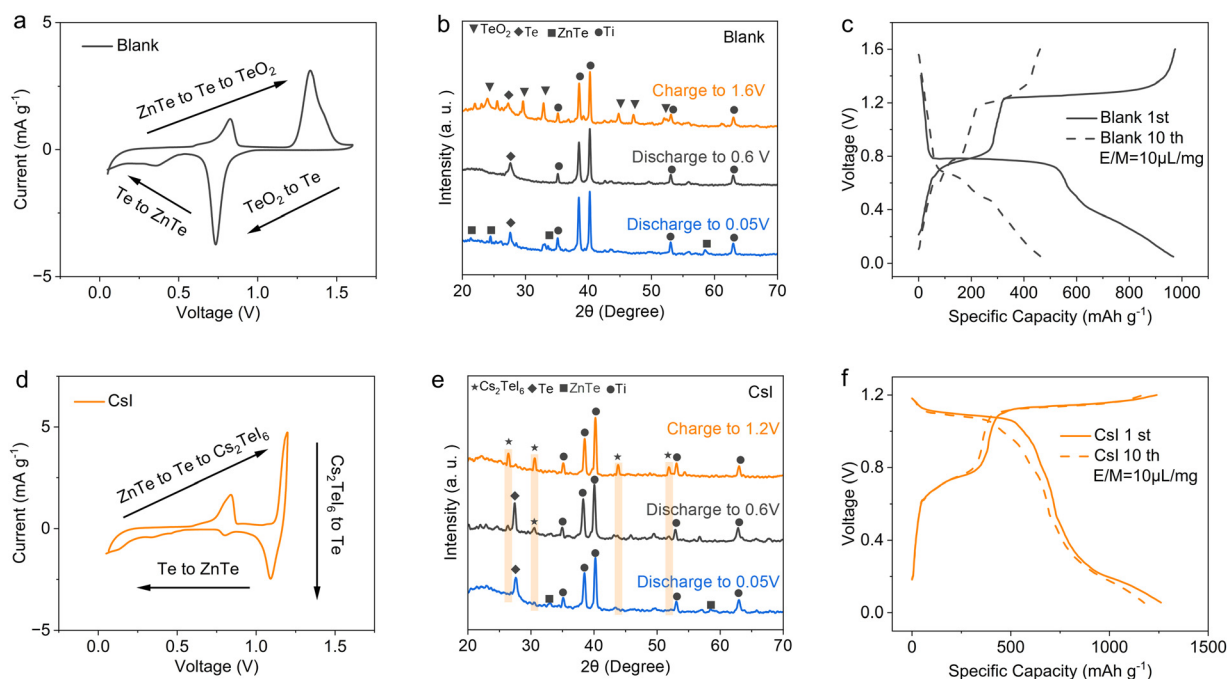 a
Blank
ZnTe to Te to TeO₂
Te to ZnTe
TeO₂ to Te
Current (mA g⁻¹)
5
0
−5
0.0 0.5 1.0 1.5
Voltage (V)
b
▼TeO₂ ◆Te ■ZnTe ●Ti
Blank
Charge to 1.6V
Discharge to 0.6 V
Discharge to 0.05V
Intensity (a. u.)
20 30 40 50 60 70
2θ (Degree)
c
Blank 1st
Blank 10 th
E/M=10μL/mg
Voltage (V)
1.6
1.2
0.8
0.4
0.0
0 200 400 600 800 1000
Specific Capacity (mAh g⁻¹)
d
CsI
ZnTe to Te to Cs₂TeI₆
Cs₂TeI₆ to Te
Te to ZnTe
Current (mA g⁻¹)
5
0
−5
0.0 0.5 1.0 1.5
Voltage (V)
e
★Cs₂TeI₆ ◆Te ■ZnTe ●Ti
CsI
Charge to 1.2V
Discharge to 0.6V
Discharge to 0.05V
Intensity (a. u.)
20 30 40 50 60 70
2θ (Degree)
f
CsI 1 st
CsI 10 th
E/M=10μL/mg
Voltage (V)
1.2
0.8
0.4
0.0
0 500 1000 1500
Specific Capacity (mAh g⁻¹)